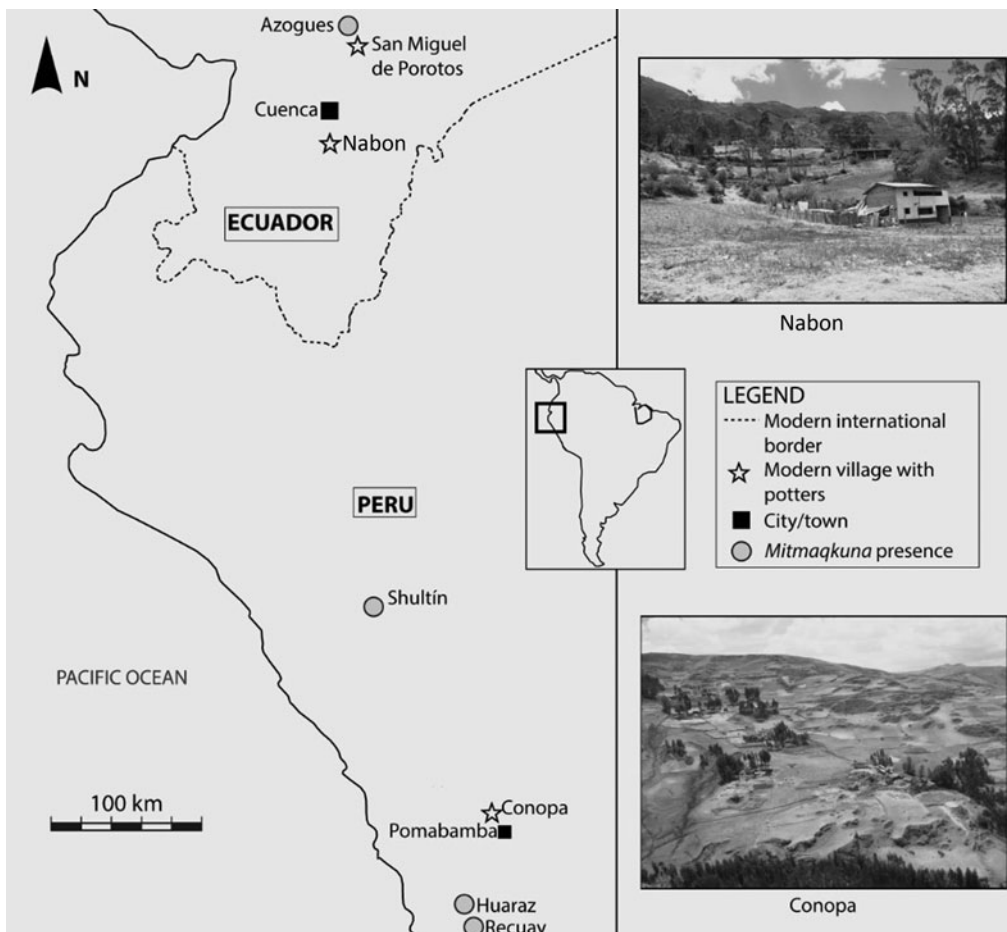 Azogues
San Miguel
de Porotos
N
Cuenca
Nabon
ECUADOR
PERU
Shultín
PACIFIC OCEAN
100 km
Conopa
Pomabamba
Huaraz
Recuay
Nabon
LEGEND
Modern international
border
Modern village with
potters
City/town
Mitmaqkuna presence
Conopa